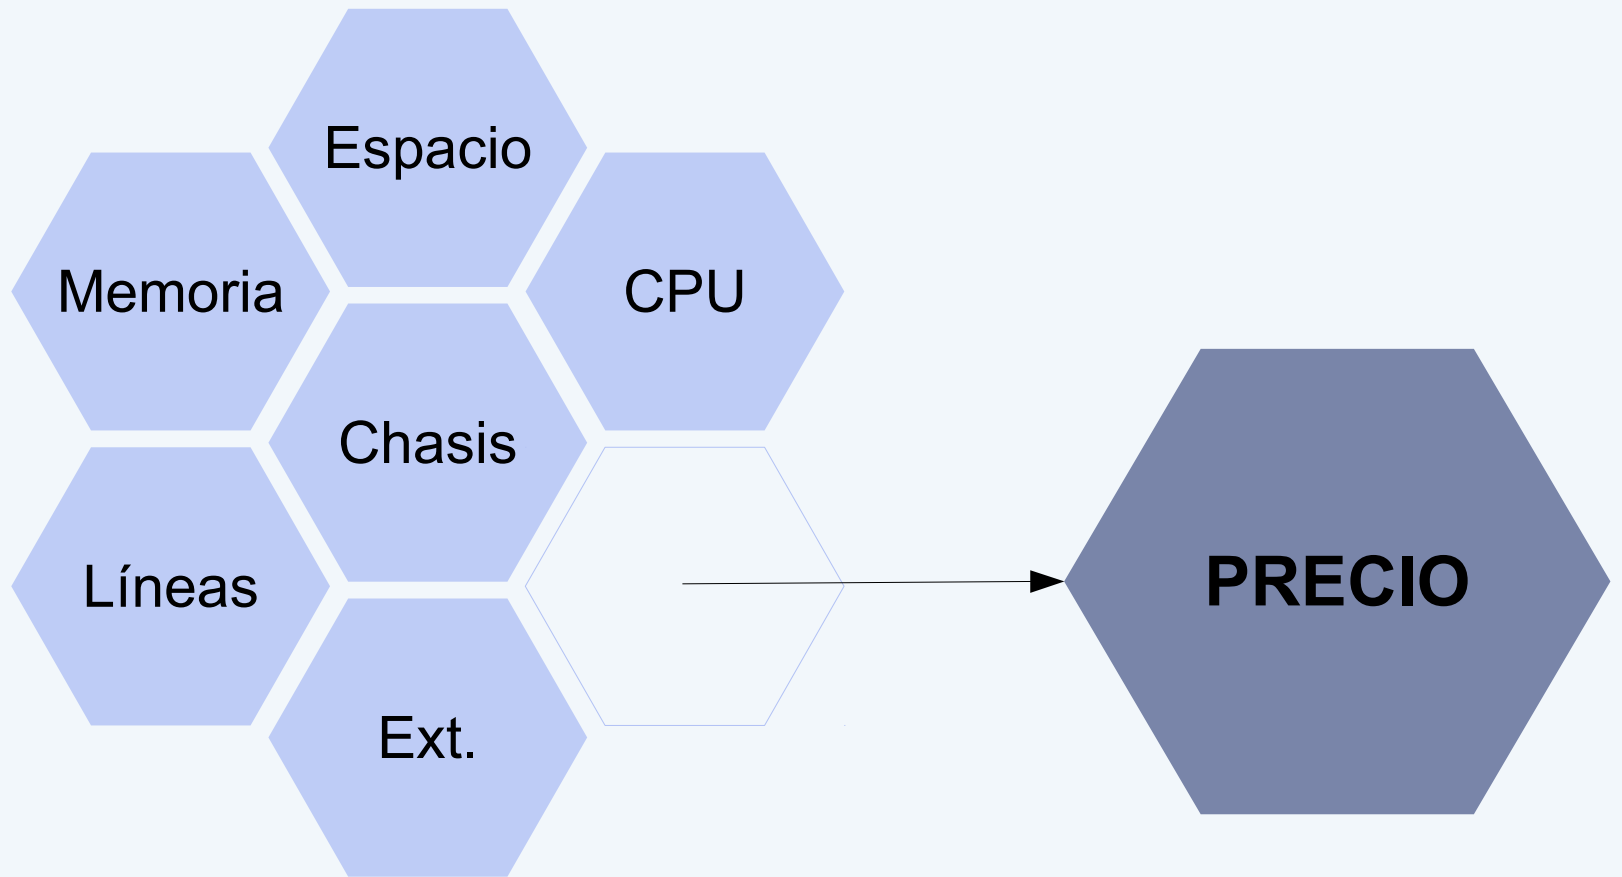 Espacio
Memoria
CPU
Chasis
Líneas
PRECIO
Ext.